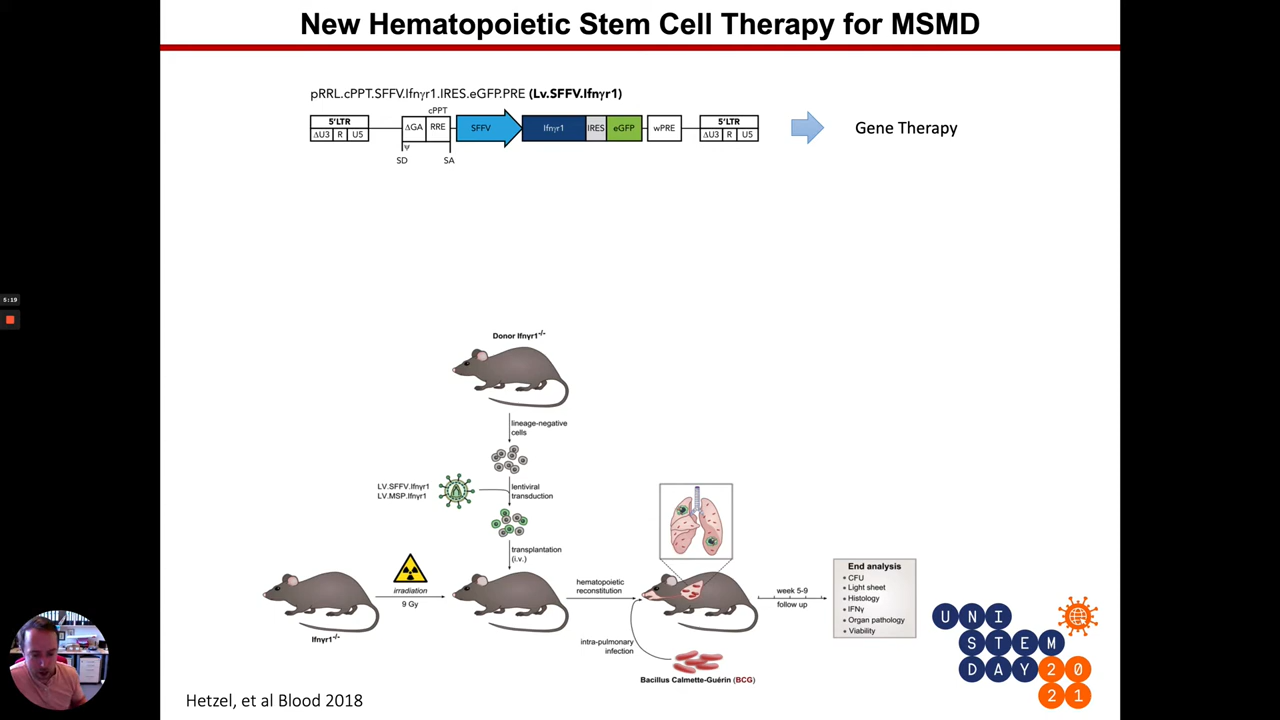 New Hematopoietic Stem Cell Therapy for MSMD
pRRL.cPPT.SFFV.Ifnγr1.IRES.eGFP.PRE (Lv.SFFV.Ifnγr1)
cPPT
5'LTR
ΔU3 R U5
ΔGA RRE
SFFV
Ifnγr1
IRES
eGFP
wPRE
5'LTR
ΔU3 R U5
Ψ
SD
SA
Gene Therapy
5:19
Donor Ifnγr1-/-
lineage-negative
cells
LV.SFFV.Ifnγr1
LV.MSP.Ifnγr1
lentiviral
transduction
transplantation
(i.v.)
irradiation
9 Gy
Ifnγr1-/-
hematopoietic
reconstitution
intra-pulmonary
infection
Bacillus Calmette-Guérin (BCG)
week 5-9
follow up
End analysis
• CFU
• Light sheet
• Histology
• IFNγ
• Organ pathology
• Viability
UNI
STEM
DAY 20
21
Hetzel, et al Blood 2018